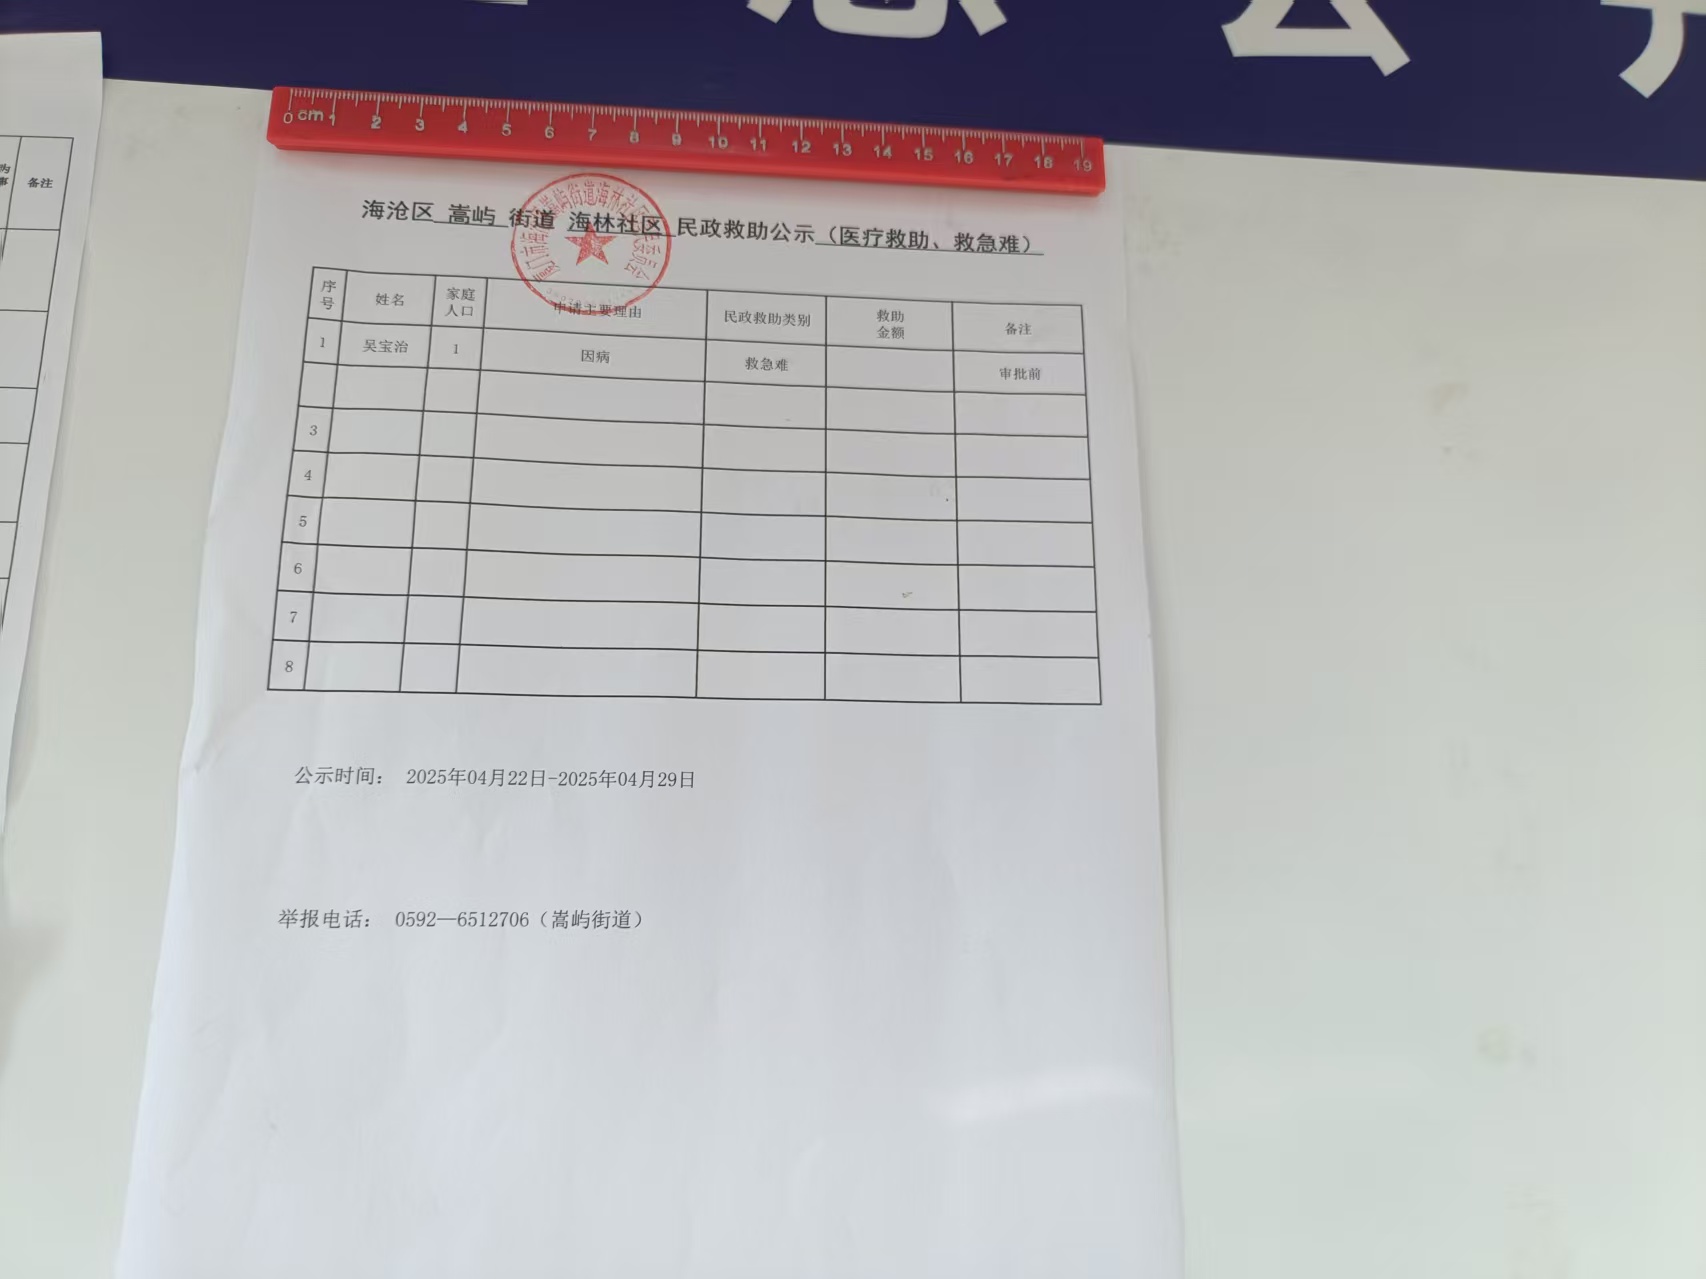 息公开
0 cm 1 2 3 4 5 6 7 8 9 10 11 12 13 14 15 16 17 18 19
备注
海沧区 嵩屿 街道 海林社区 民政救助公示（医疗救助、救急难）
序号 姓名 家庭人口 申请主要理由 民政救助类别 救助金额 备注
1 吴宝治 1 因病 救急难 审批前
3
4
5
6
7
8
公示时间： 2025年04月22日-2025年04月29日
举报电话： 0592—6512706（嵩屿街道）